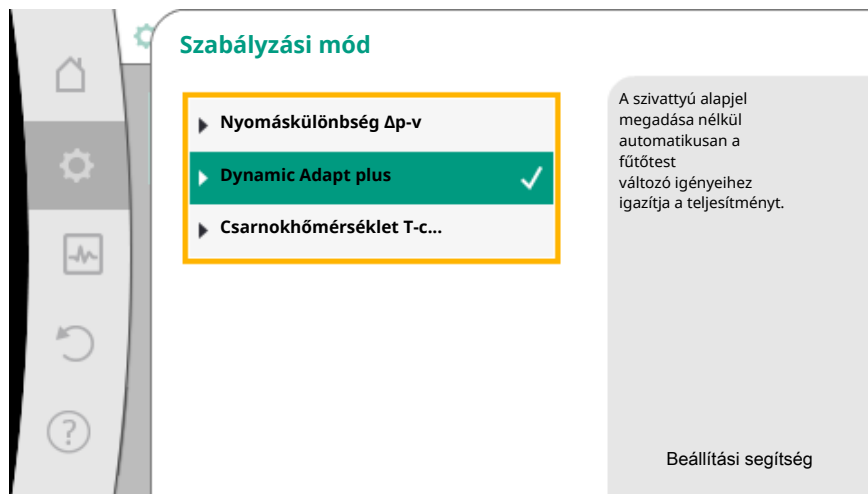 Szabályzási mód
Nyomáskülönbség Δp-v
Dynamic Adapt plus
Csarnokhőmérséklet T-c...
A szivattyú alapjel
megadása nélkül
automatikusan a
fűtőtest
változó igényeihez
igazítja a teljesítményt.
Beállítási segítség